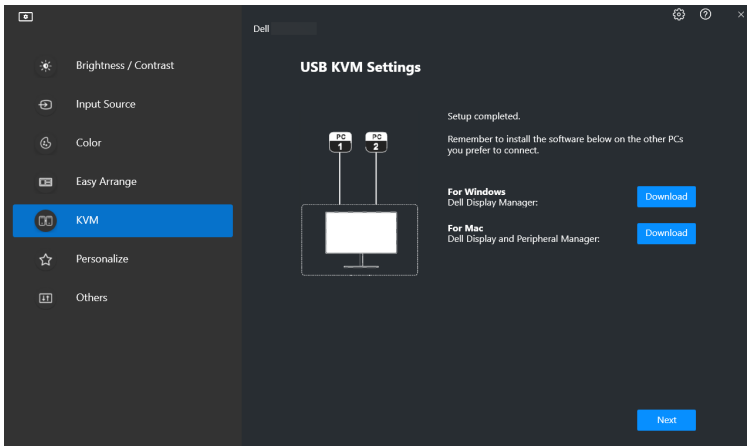 Dell
Brightness / Contrast
Input Source
Color
Easy Arrange
KVM
Personalize
Others
USB KVM Settings
PC
1
PC
2
Setup completed.
Remember to install the software below on the other PCs
you prefer to connect.
For Windows
Dell Display Manager:
Download
For Mac
Dell Display and Peripheral Manager:
Download
Next